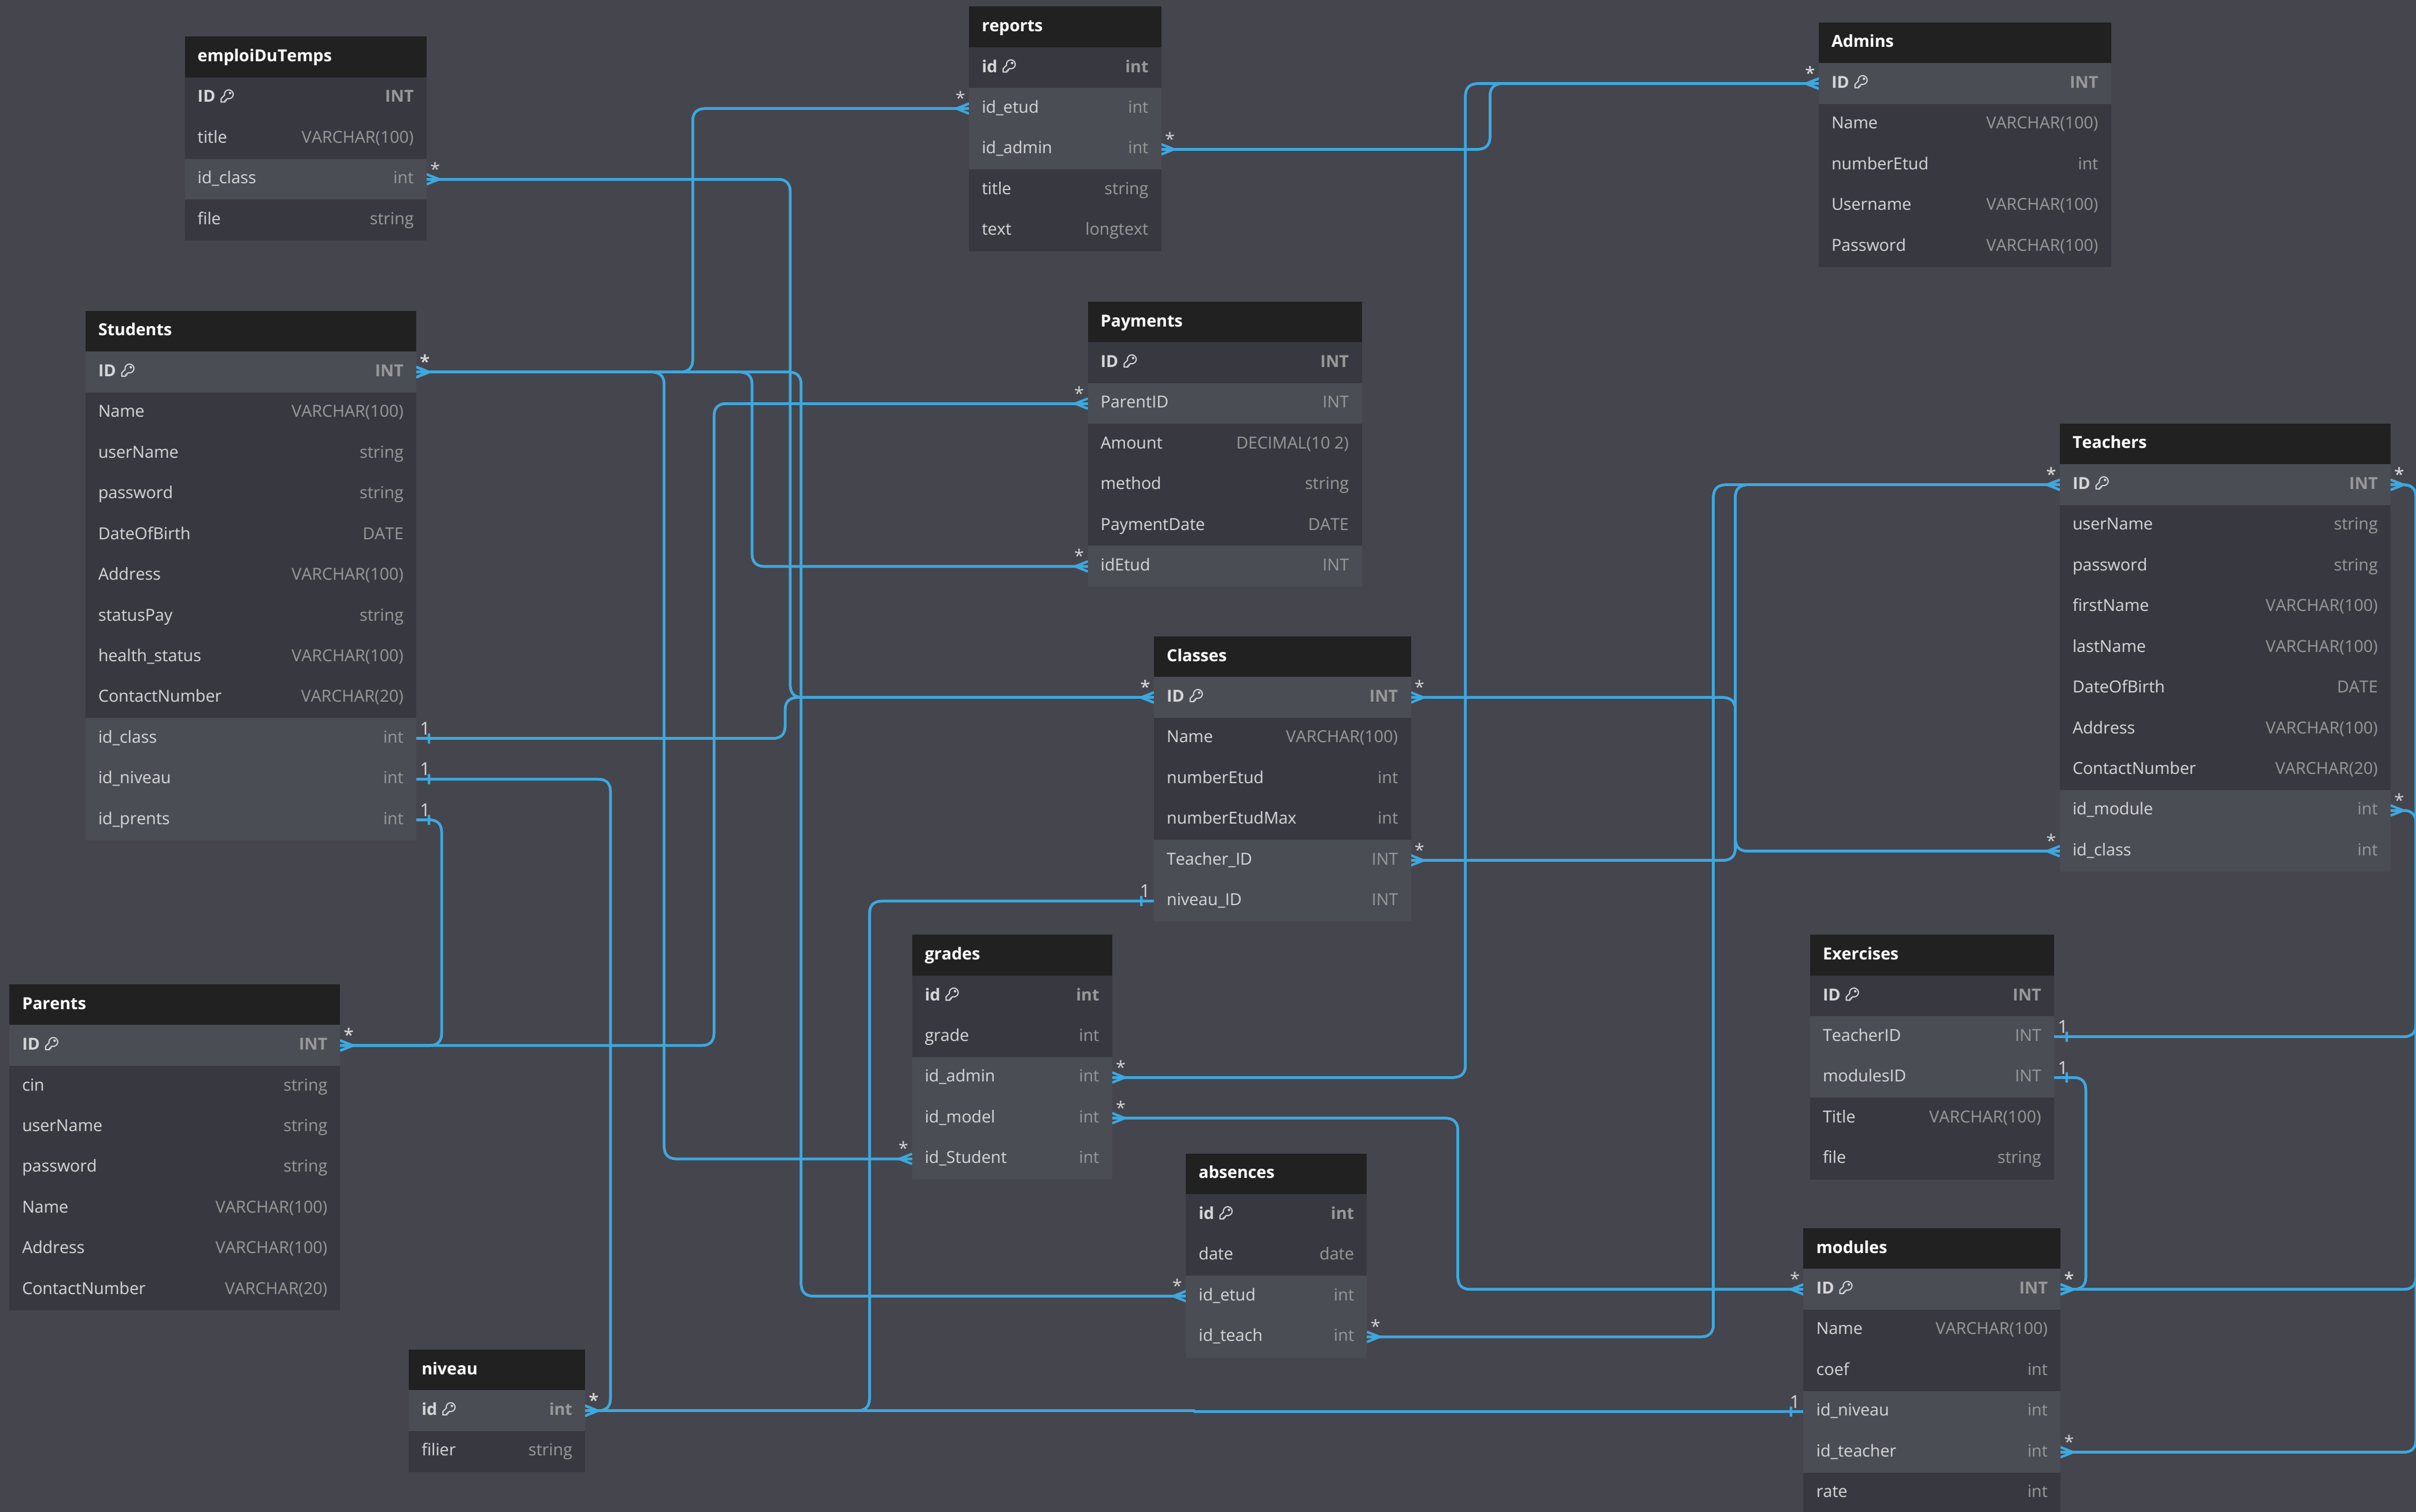 emploiDuTemps
ID INT
title VARCHAR(100)
id_class int *
file string
reports
id int
* id_etud int
id_admin int *
title string
text longtext
Admins
* ID INT
Name VARCHAR(100)
numberEtud int
Username VARCHAR(100)
Password VARCHAR(100)
Students
ID INT *
Name VARCHAR(100)
userName string
password string
DateOfBirth DATE
Address VARCHAR(100)
statusPay string
health_status VARCHAR(100)
ContactNumber VARCHAR(20)
id_class int 1
id_niveau int 1
id_prents int 1
Payments
ID INT
* ParentID INT
Amount DECIMAL(10 2)
method string
PaymentDate DATE
* idEtud INT
Teachers
* ID INT *
userName string
password string
firstName VARCHAR(100)
lastName VARCHAR(100)
DateOfBirth DATE
Address VARCHAR(100)
ContactNumber VARCHAR(20)
id_module int *
* id_class int
Classes
* ID INT *
Name VARCHAR(100)
numberEtud int
numberEtudMax int
Teacher_ID INT *
1 niveau_ID INT
grades
id int
grade int
id_admin int *
id_model int *
* id_Student int
Exercises
ID INT
TeacherID INT 1
modulesID INT 1
Title VARCHAR(100)
file string
Parents
ID INT *
cin string
userName string
password string
Name VARCHAR(100)
Address VARCHAR(100)
ContactNumber VARCHAR(20)
absences
id int
date date
* id_etud int
id_teach int *
modules
* ID INT *
Name VARCHAR(100)
coef int
1 id_niveau int
id_teacher int *
rate int
niveau
id int *
filier string